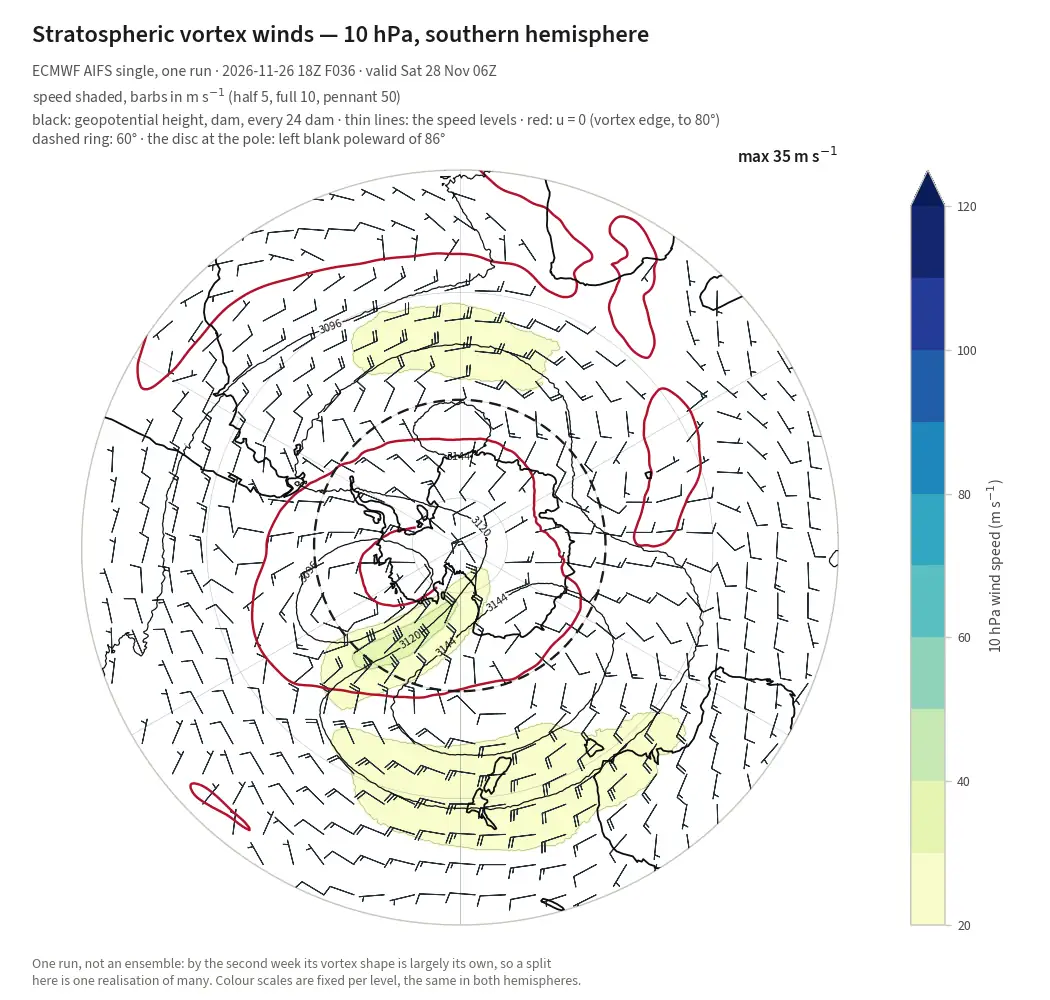 Stratospheric vortex winds — 10 hPa, southern hemisphere
ECMWF AIFS single, one run · 2026-11-26 18Z F036 · valid Sat 28 Nov 06Z
speed shaded, barbs in m s⁻¹ (half 5, full 10, pennant 50)
black: geopotential height, dam, every 24 dam · thin lines: the speed levels · red: u = 0 (vortex edge, to 80°)
dashed ring: 60° · the disc at the pole: left blank poleward of 86°
max 35 m s⁻¹
120
100
80
60
40
20
10 hPa wind speed (m s⁻¹)
3096
3144
3120
3096
3144
3120
3144
One run, not an ensemble: by the second week its vortex shape is largely its own, so a split
here is one realisation of many. Colour scales are fixed per level, the same in both hemispheres.